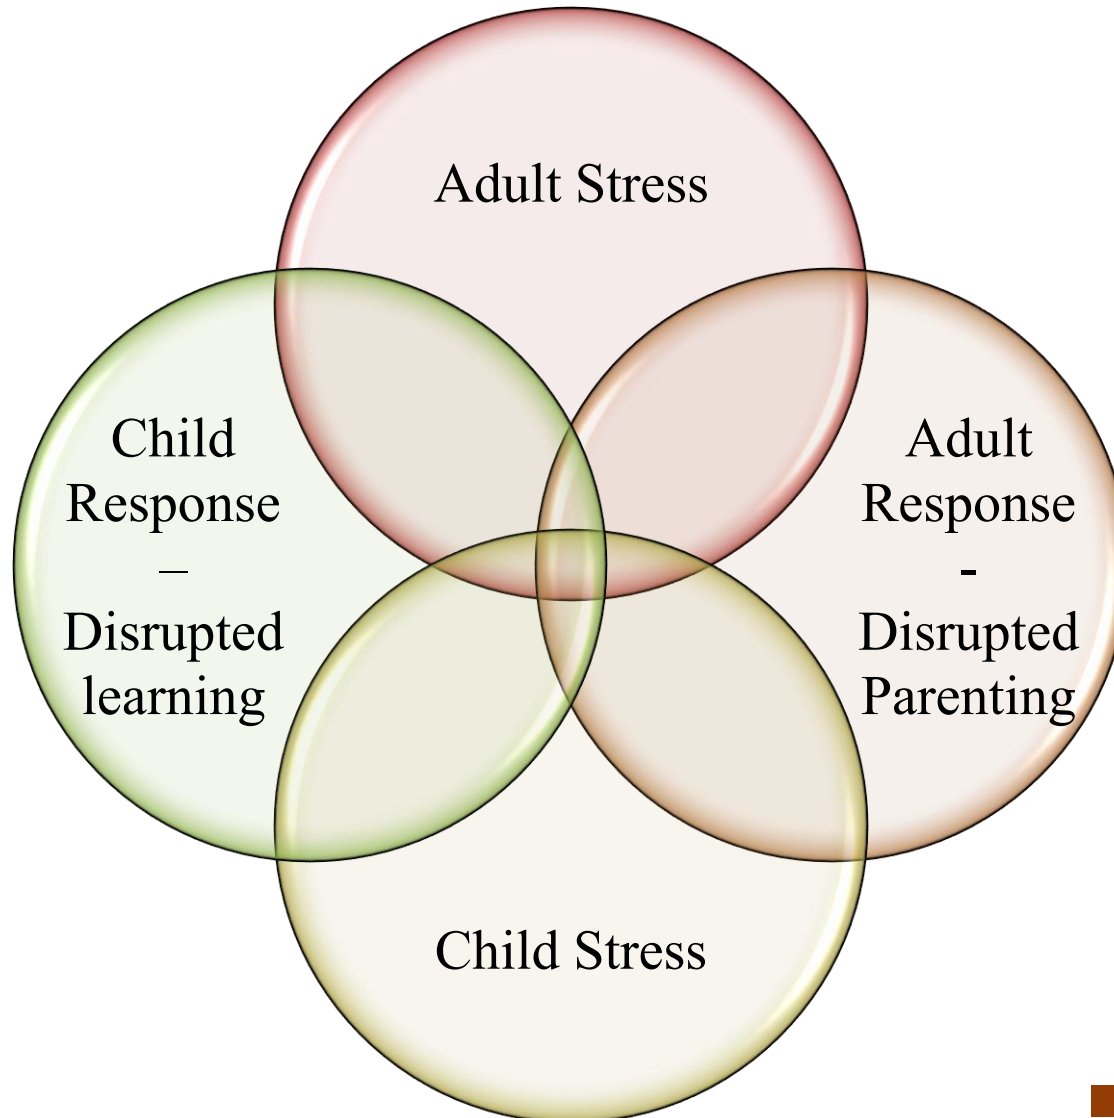 Adult Stress
Child
Response
–
Disrupted
learning
Adult
Response
-
Disrupted
Parenting
Child Stress